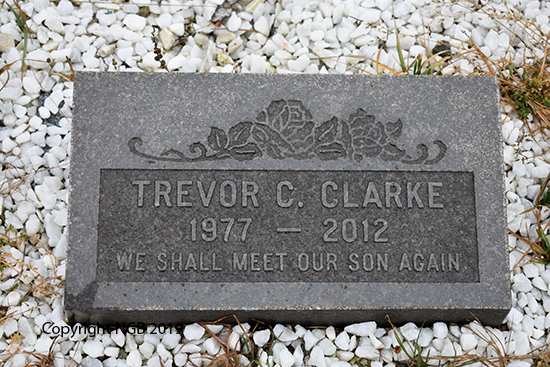 TREVOR C. CLARKE
1977 — 2012
WE SHALL MEET OUR SON AGAIN
Copyright NGB 2015